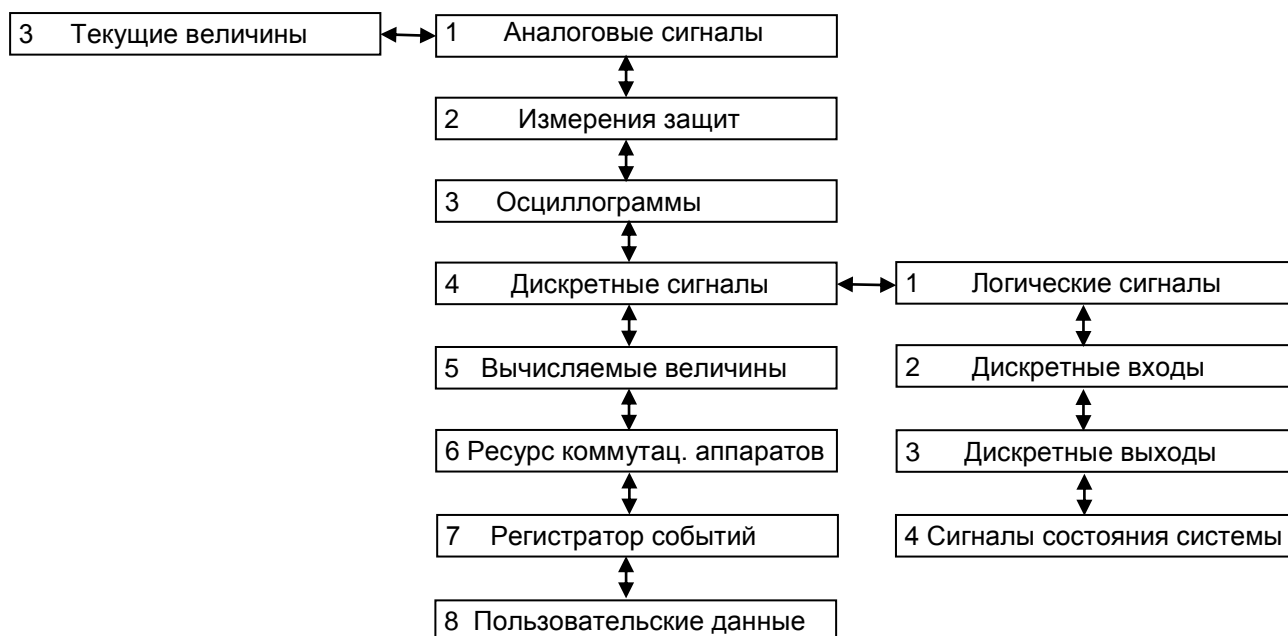 3 Текущие величины
1 Аналоговые сигналы
2 Измерения защит
3 Осциллограммы
4 Дискретные сигналы
1 Логические сигналы
5 Вычисляемые величины
2 Дискретные входы
6 Ресурс коммутац. аппаратов
3 Дискретные выходы
7 Регистратор событий
4 Сигналы состояния системы
8 Пользовательские данные